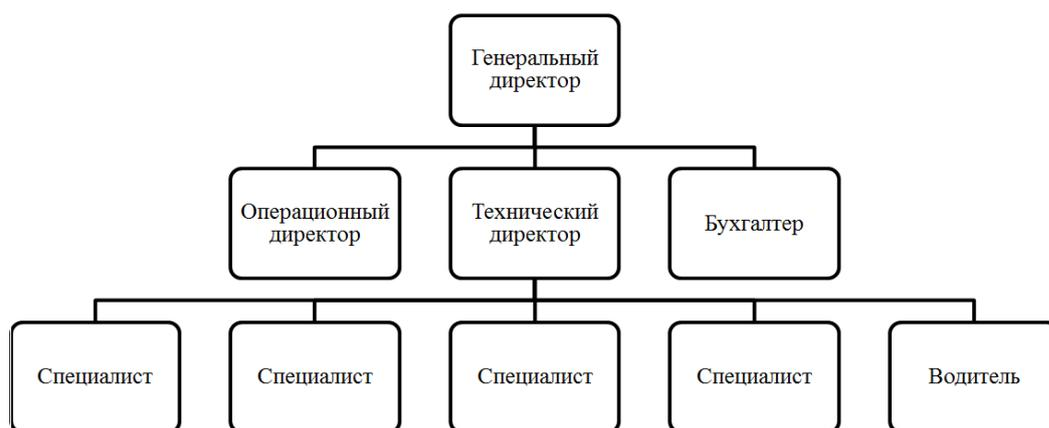 Генеральный
директор
Операционный
директор
Технический
директор
Бухгалтер
Специалист
Специалист
Специалист
Специалист
Водитель